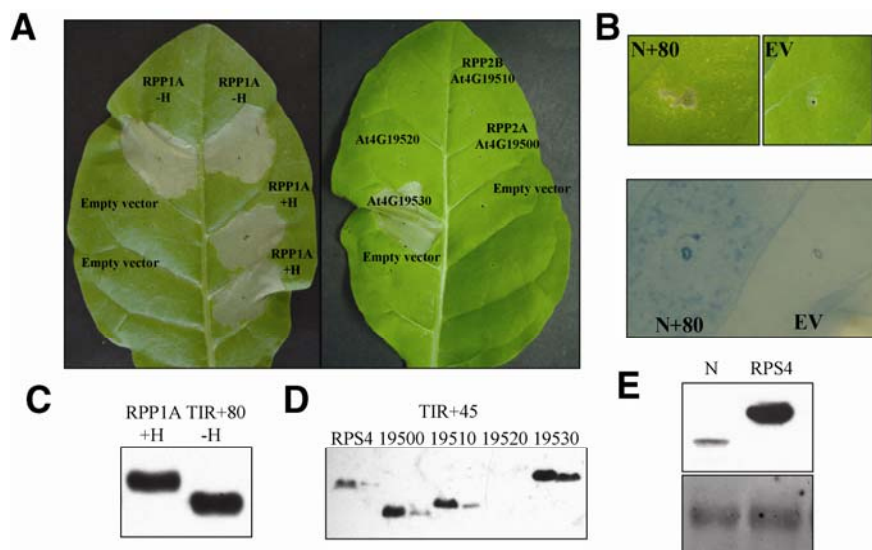 A
RPP1A
-H
RPP1A
-H
Empty vector
RPP1A
+H
Empty vector
RPP1A
+H
RPP2B
At4G19510
At4G19520
RPP2A
At4G19500
At4G19530
Empty vector
Empty vector
B
N+80
EV
N+80
EV
C
RPP1A TIR+80
+H -H
D
TIR+45
RPS4 19500 19510 19520 19530
E
N RPS4